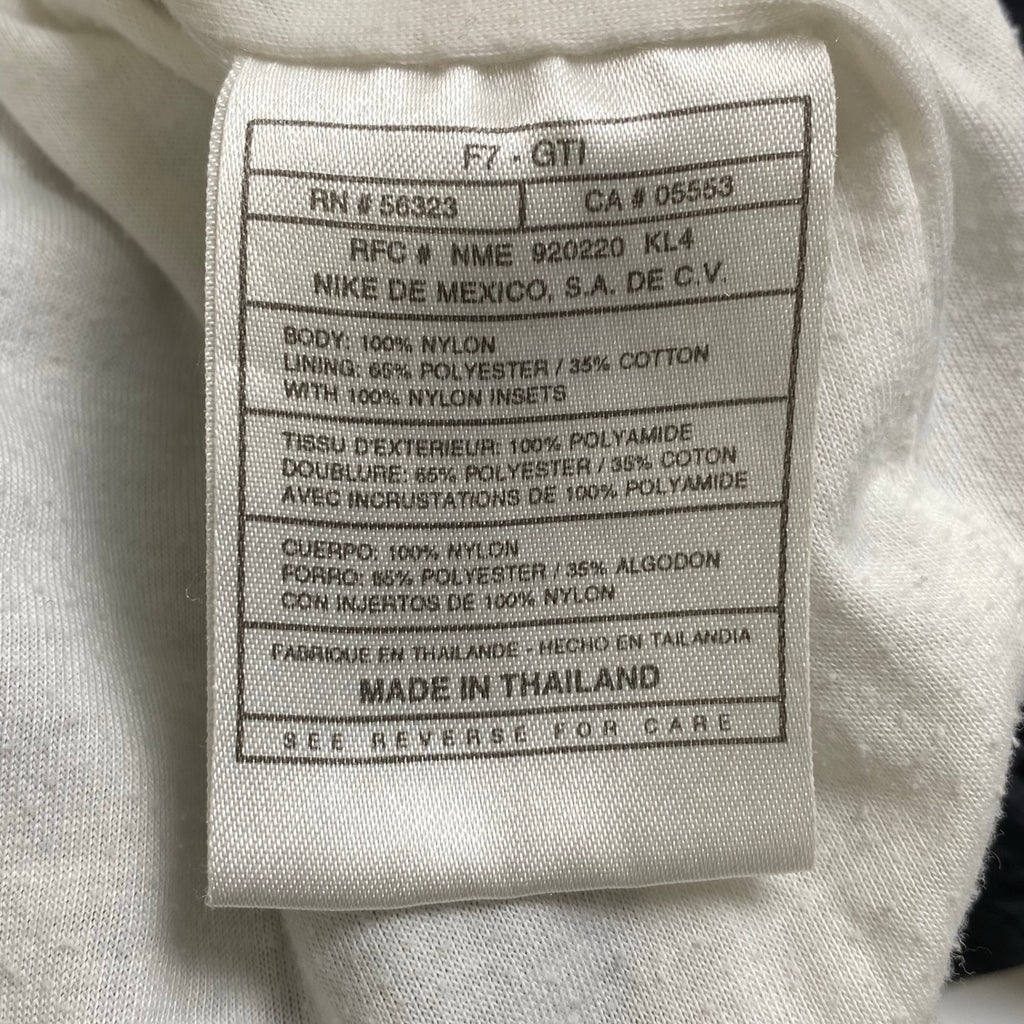 F7 - GTI
RN # 56323 CA # 05553
RFC # NME 920220 KL4
NIKE DE MEXICO, S.A. DE C.V.
BODY: 100% NYLON
LINING: 65% POLYESTER / 35% COTTON
WITH 100% NYLON INSETS
TISSU D'EXTERIEUR: 100% POLYAMIDE
DOUBLURE: 65% POLYESTER / 35% COTON
AVEC INCRUSTATIONS DE 100% POLYAMIDE
CUERPO: 100% NYLON
FORRO: 65% POLYESTER / 35% ALGODON
CON INJERTOS DE 100% NYLON
FABRIQUE EN THAILANDE - HECHO EN TAILANDIA
MADE IN THAILAND
SEE REVERSE FOR CARE